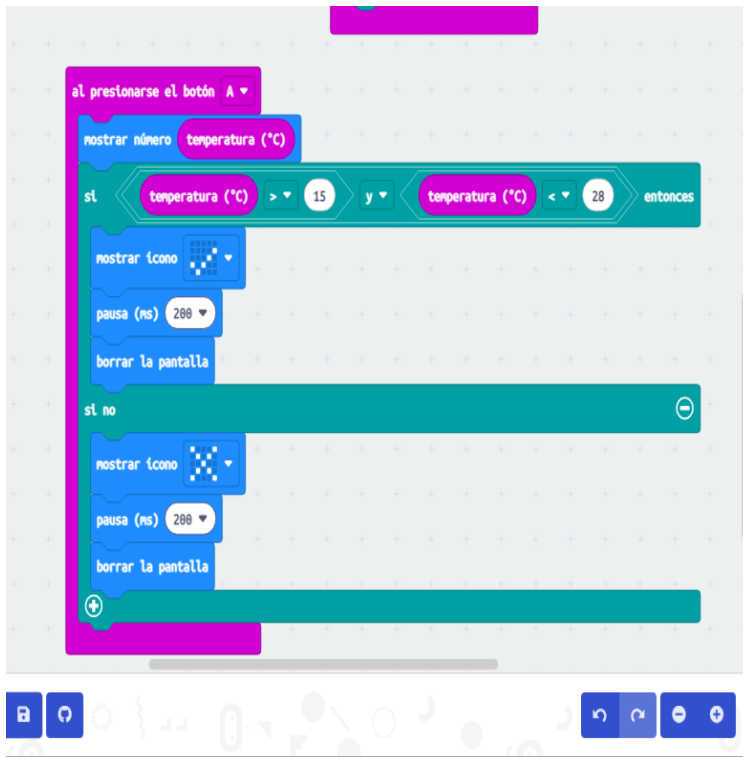 al presionarse el botón A
mostrar número temperatura (°C)
si temperatura (°C) > 15 y temperatura (°C) < 28 entonces
mostrar icono
pausa (ms) 200
borrar la pantalla
si no
mostrar icono
pausa (ms) 200
borrar la pantalla